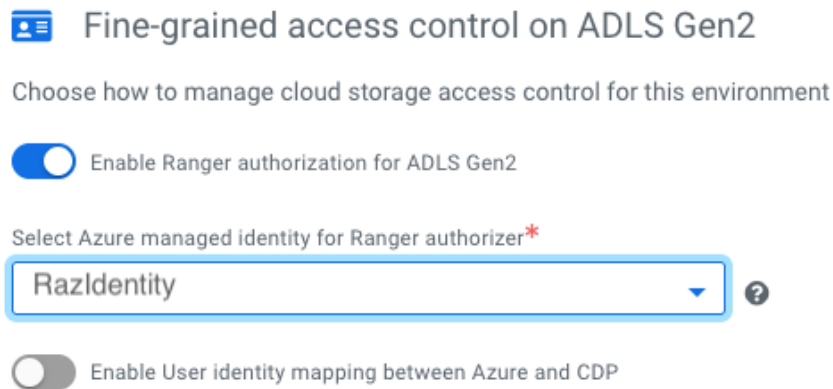 Fine-grained access control on ADLS Gen2
Choose how to manage cloud storage access control for this environment
Enable Ranger authorization for ADLS Gen2
Select Azure managed identity for Ranger authorizer*
RazIdentity
?
Enable User identity mapping between Azure and CDP